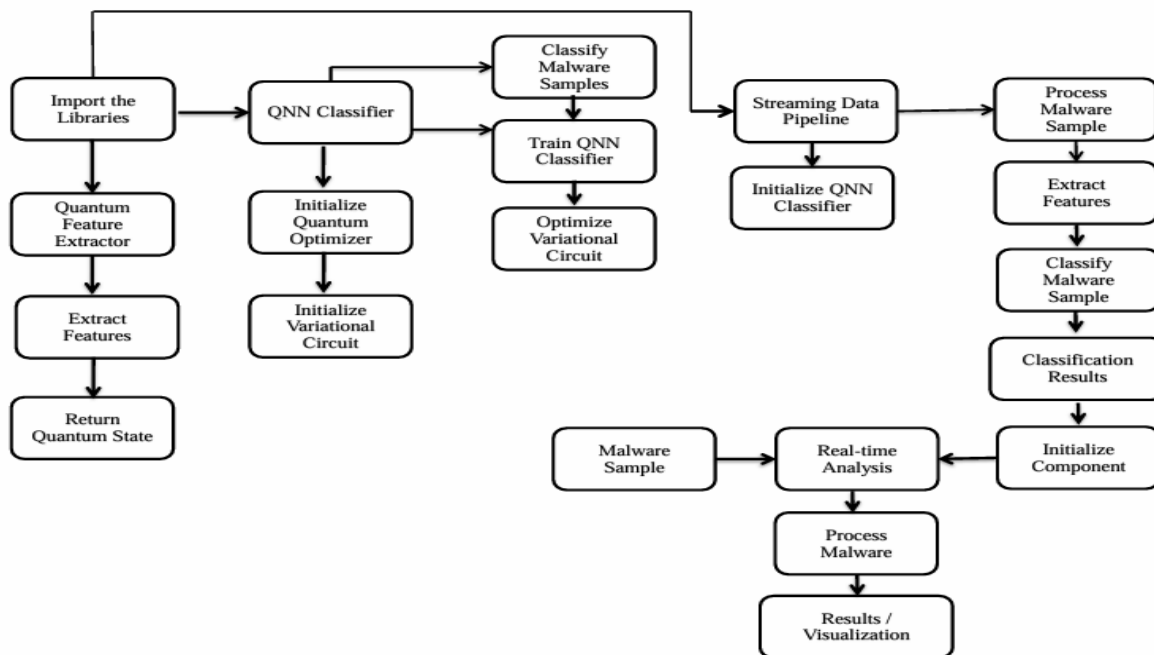 Import the
Libraries
Quantum
Feature
Extractor
Extract
Features
Return
Quantum State
QNN Classifier
Initialize
Quantum
Optimizer
Initialize
Variational
Circuit
Classify
Malware
Samples
Train QNN
Classifier
Optimize
Variational
Circuit
Streaming Data
Pipeline
Initialize QNN
Classifier
Process
Malware
Sample
Extract
Features
Classify
Malware
Sample
Classification
Results
Initialize
Component
Malware
Sample
Real-time
Analysis
Process
Malware
Results /
Visualization